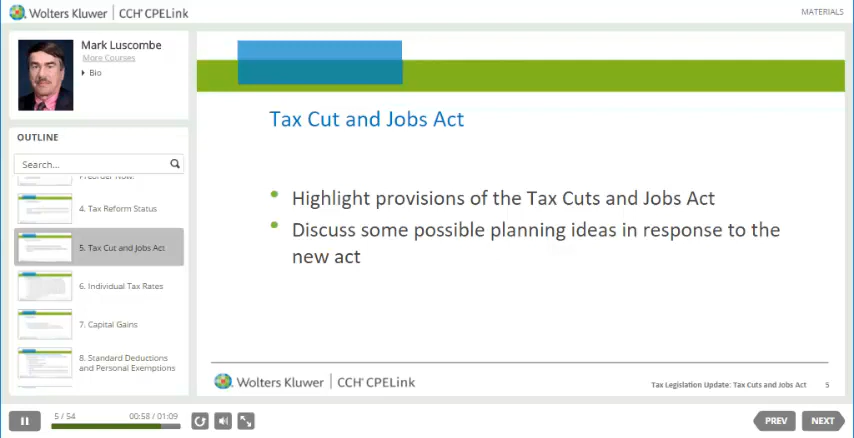 Wolters Kluwer | CCH® CPELink
MATERIALS
Mark Luscombe
More Courses
Bio
OUTLINE
Search...
Preorder Now!
4. Tax Reform Status
5. Tax Cut and Jobs Act
6. Individual Tax Rates
7. Capital Gains
8. Standard Deductions
and Personal Exemptions
Tax Cut and Jobs Act
• Highlight provisions of the Tax Cuts and Jobs Act
• Discuss some possible planning ideas in response to the
new act
Wolters Kluwer | CCH® CPELink
Tax Legislation Update: Tax Cuts and Jobs Act 5
5 / 54
00:58 / 01:09
PREV
NEXT